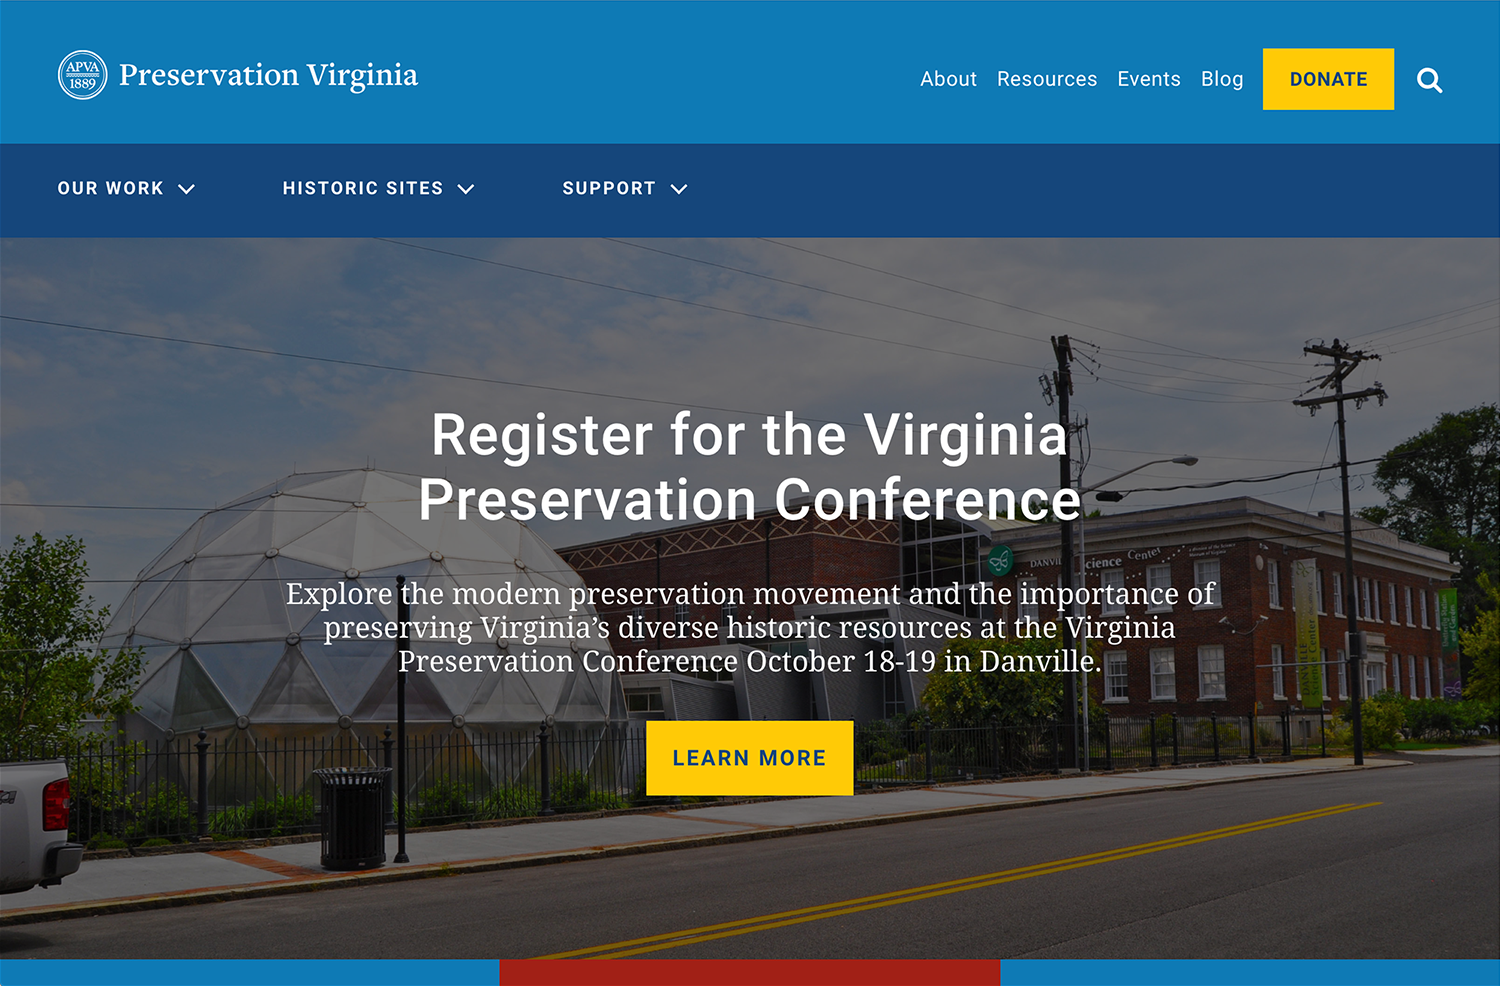 APVA
1889
Preservation Virginia
About Resources Events Blog DONATE
OUR WORK HISTORIC SITES SUPPORT
Register for the Virginia
Preservation Conference
DANVILLE Science Center
Explore the modern preservation movement and the importance of
preserving Virginia’s diverse historic resources at the Virginia
Preservation Conference October 18-19 in Danville.
LEARN MORE